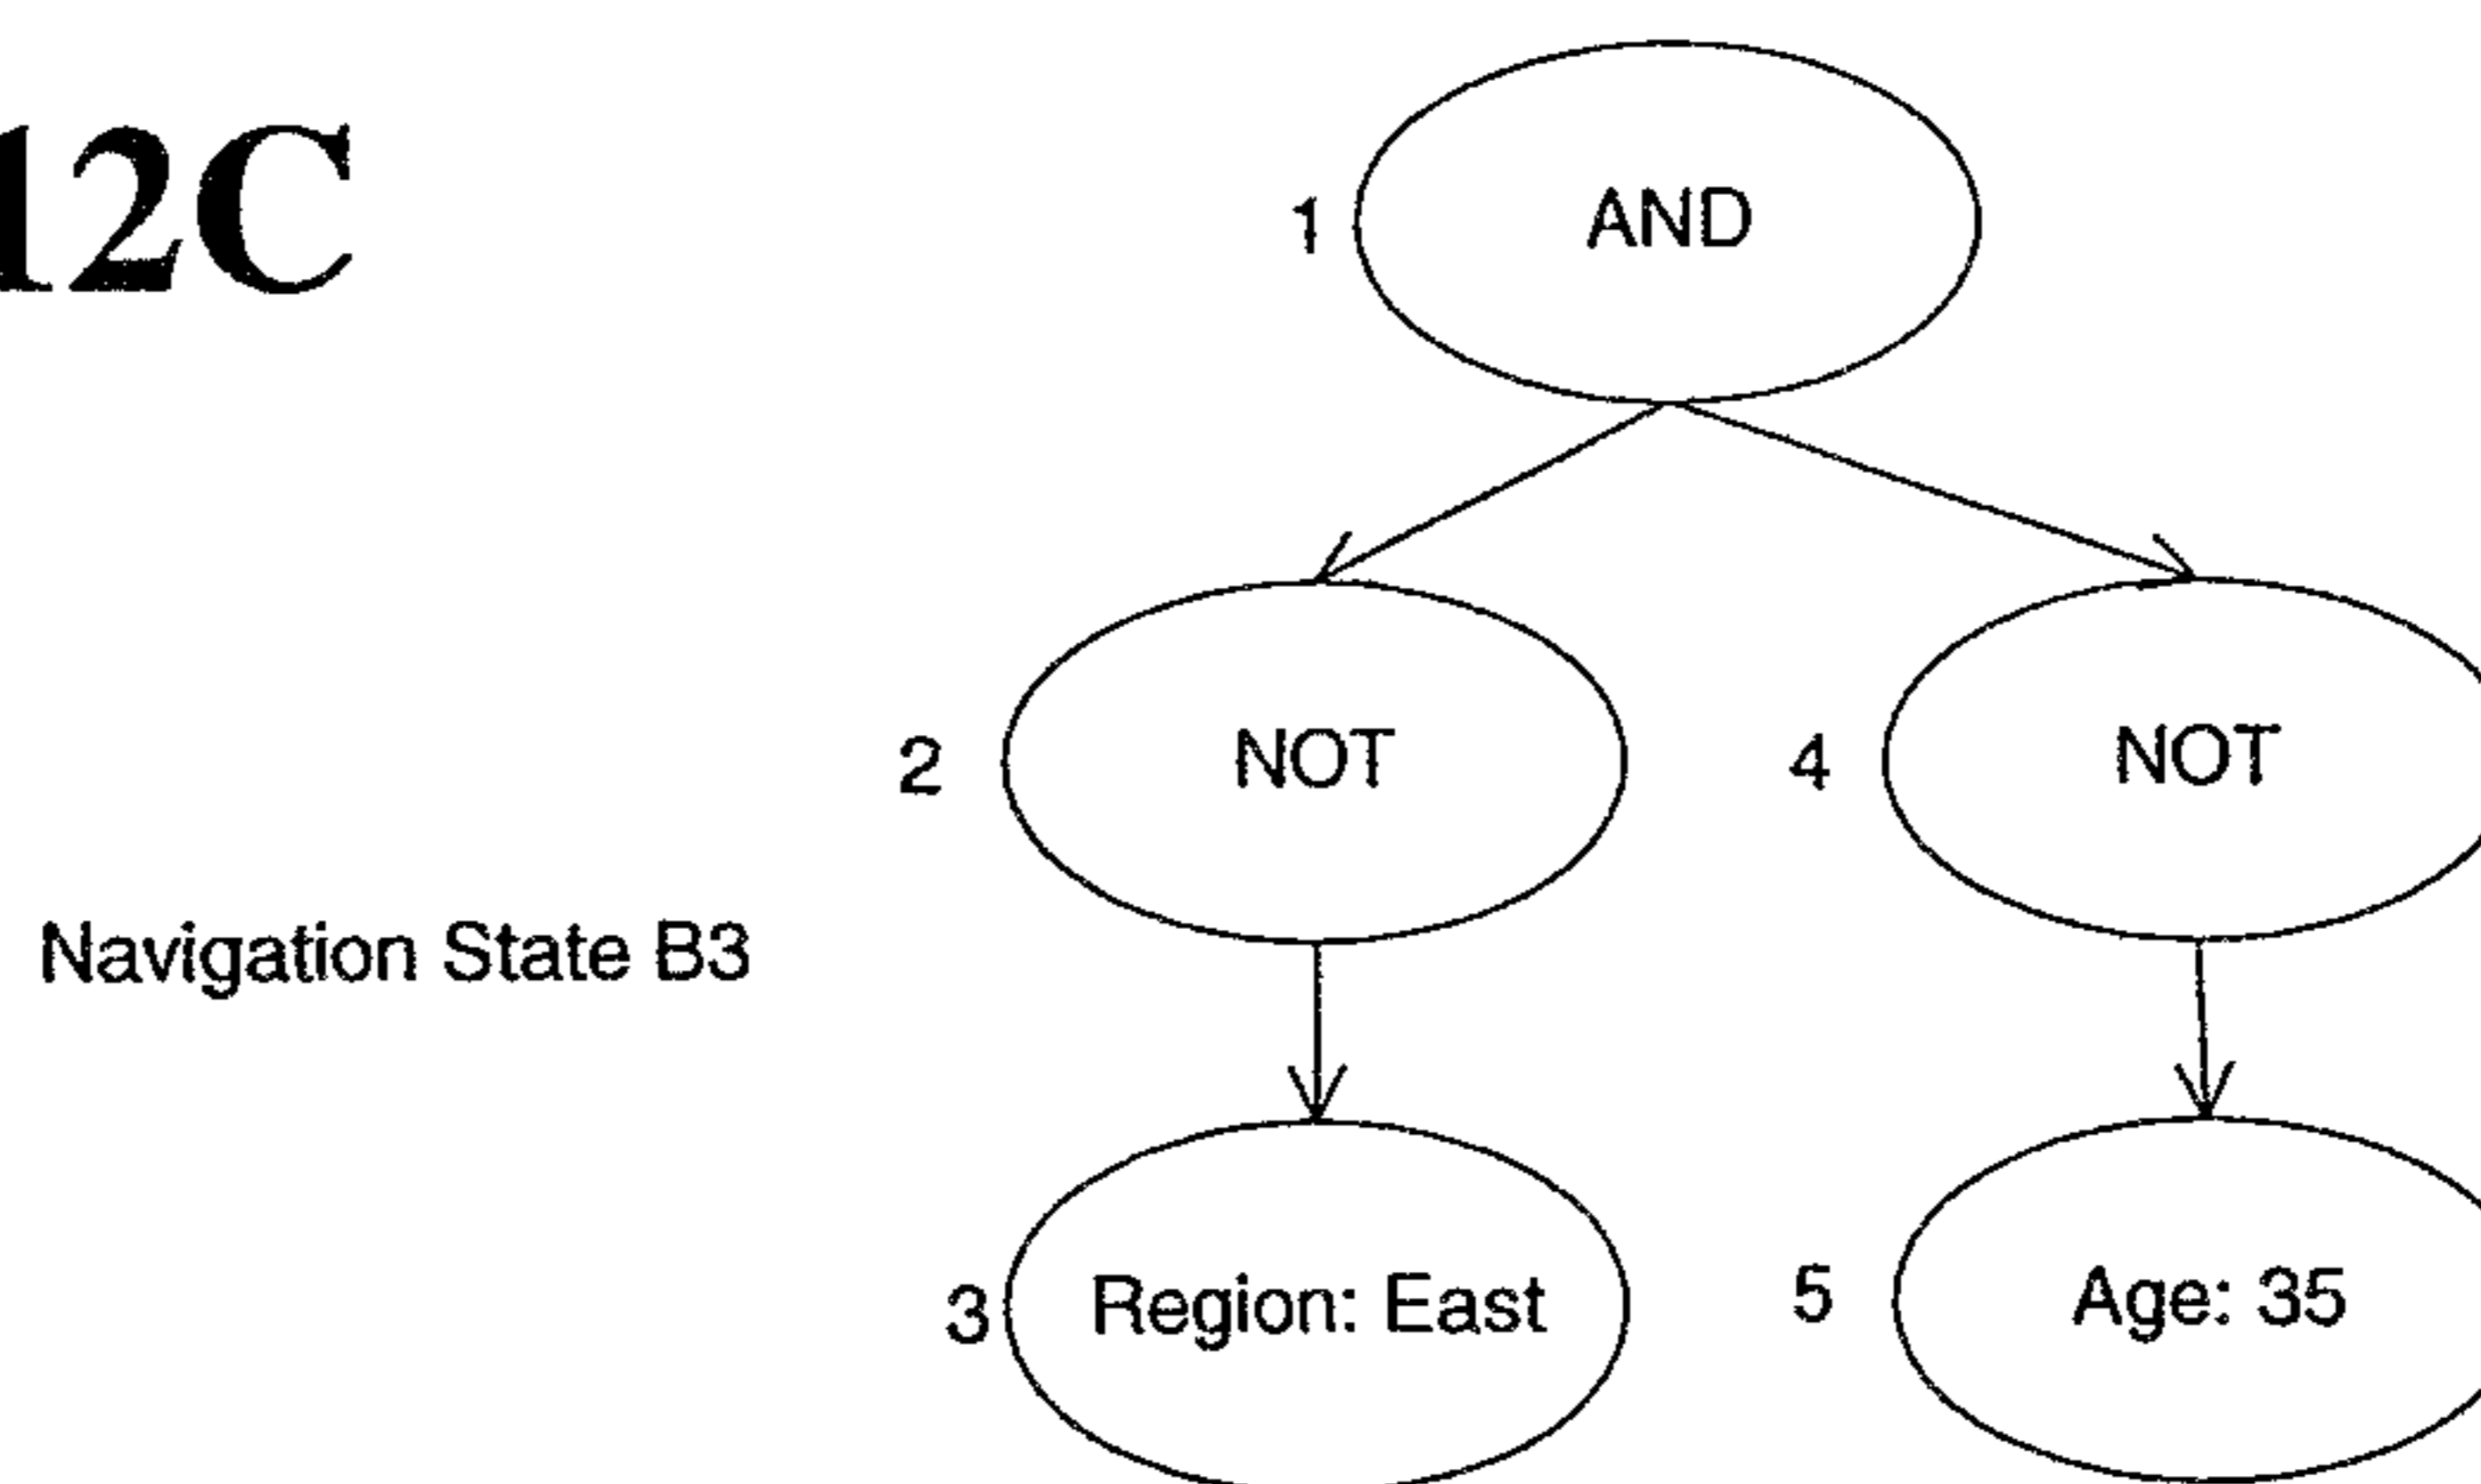 12C
1 AND
2 NOT 4 NOT
Navigation State B3
3 Region: East 5 Age: 35